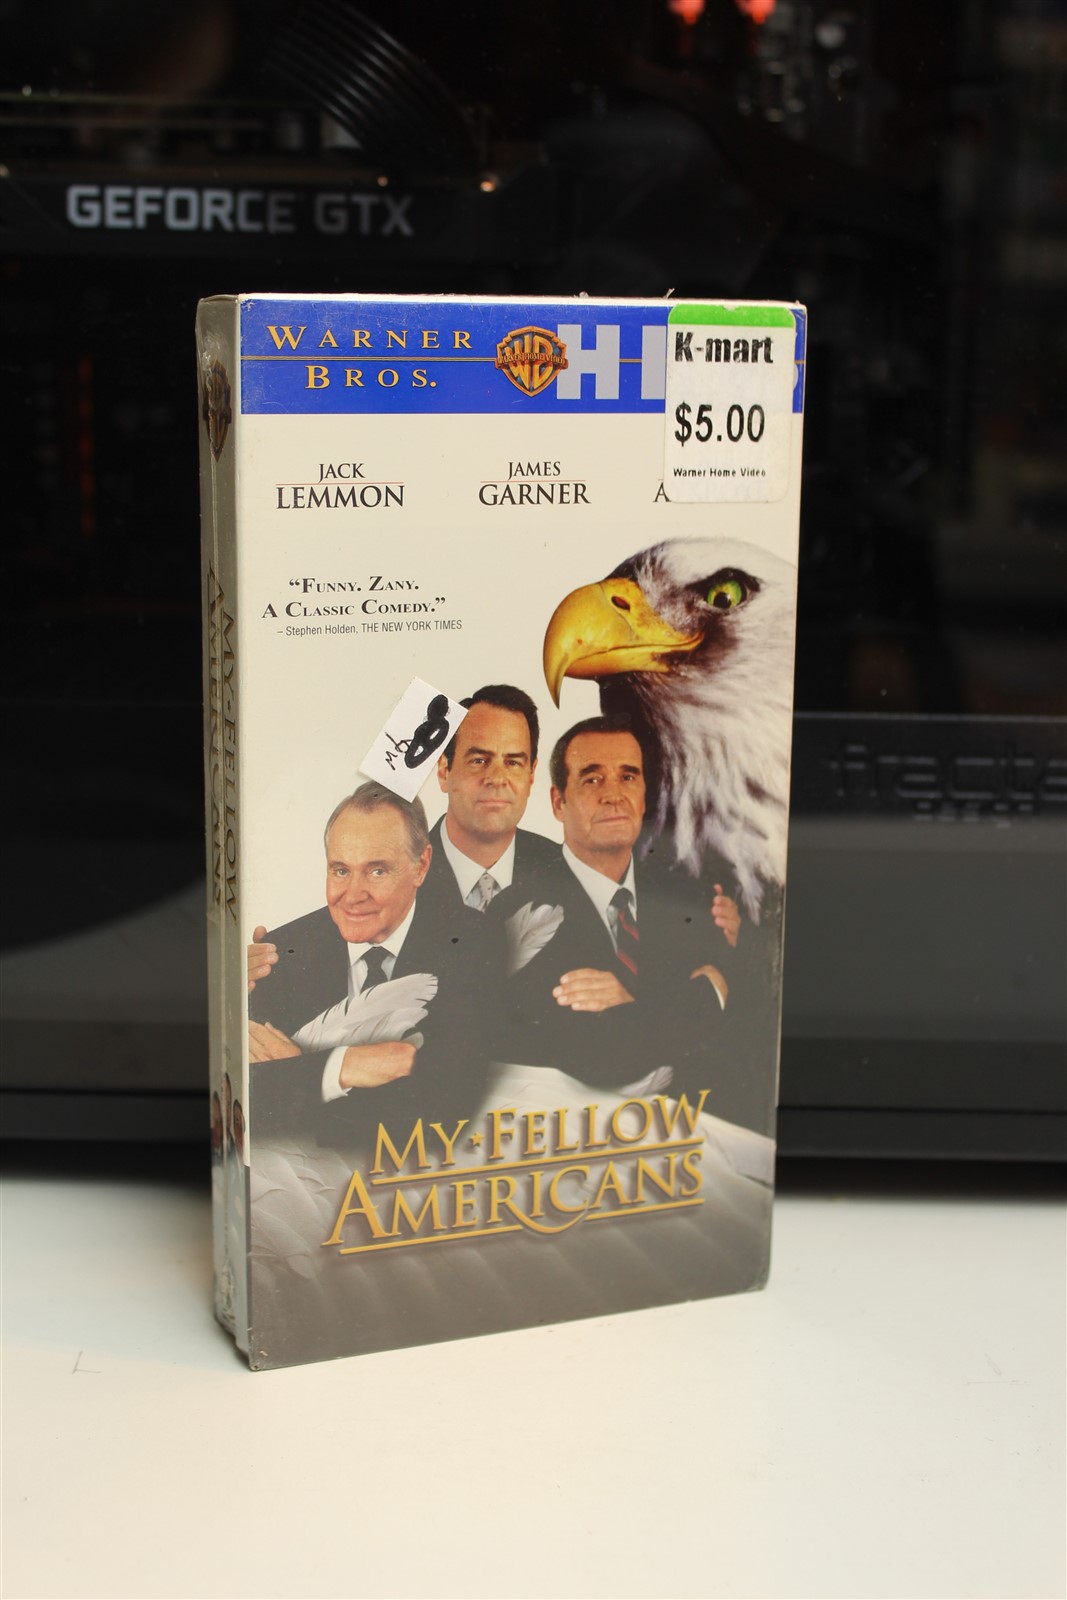 GEFORCE GTX
WARNER
BROS.
H
K-mart
$5.00
Warner Home Video
JACK
LEMMON
JAMES
GARNER
A
"FUNNY. ZANY.
A CLASSIC COMEDY."
– Stephen Holden, THE NEW YORK TIMES
MY FELLOW
AMERICANS
MY FELLOW
AMERICANS